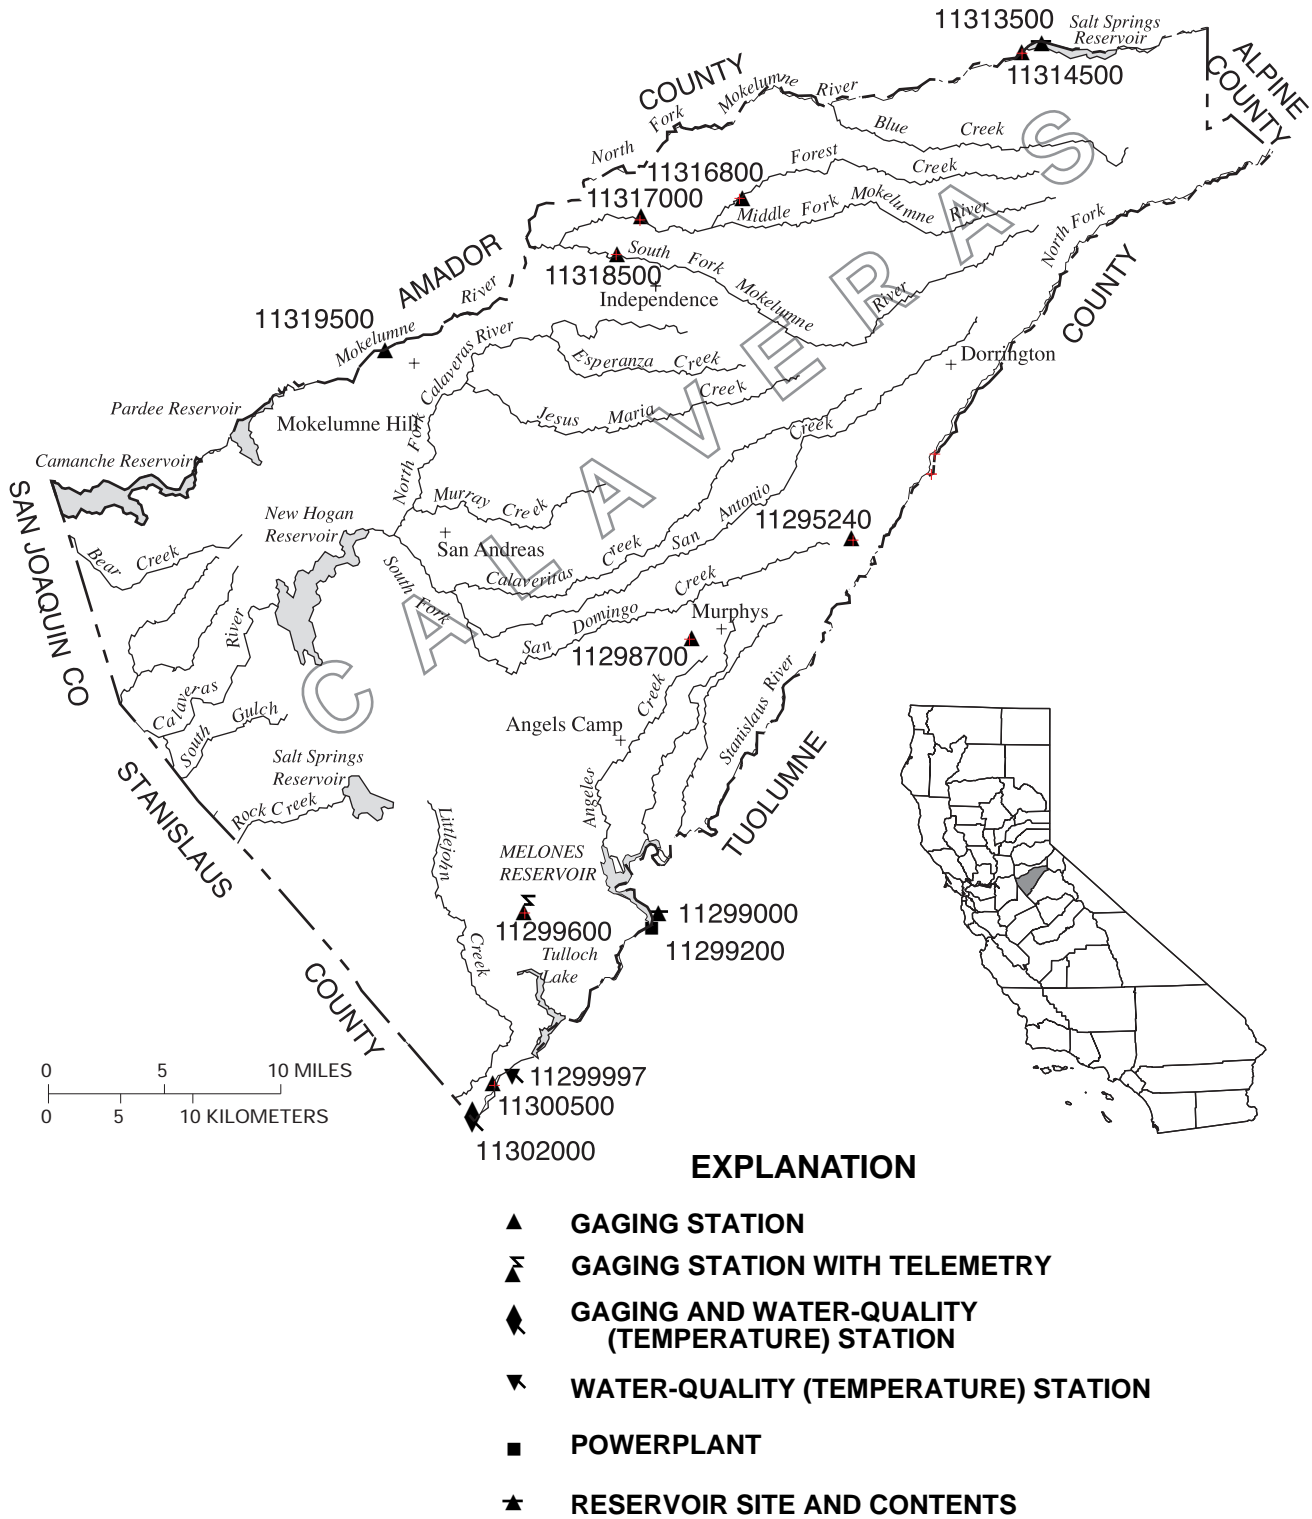 11313500
Salt Springs
Reservoir
11314500
ALPINE
COUNTY
COUNTY
North Fork Mokelumne River
Blue Creek
Forest Creek
11316800
11317000
Middle Fork Mokelumne River
North Fork
South Fork Mokelumne River
11318500
Independence
AMADOR
COUNTY
Mokelumne River
11319500
North Fork Calaveras River
Esperanza Creek
Dorrington
Jesus Maria Creek
Pardee Reservoir
Mokelumne Hill
Creek
Camanche Reservoir
CALAVERAS
SAN JOAQUIN CO
Murray Creek
New Hogan
Reservoir
San Andreas
San Antonio
11295240
Bear Creek
Calaveritas Creek
South Fork
San Domingo Creek
Murphys
11298700
Calaveras River
South Gulch
Angels Camp
Angeles Creek
Stanislaus River
Salt Springs
Reservoir
Rock Creek
TUOLUMNE
STANISLAUS
Littlejohn
Creek
MELONES
RESERVOIR
11299000
11299600
11299200
Tulloch
Lake
COUNTY
0 5 10 MILES
0 5 10 KILOMETERS
11299997
11300500
11302000
EXPLANATION
GAGING STATION
GAGING STATION WITH TELEMETRY
GAGING AND WATER-QUALITY
(TEMPERATURE) STATION
WATER-QUALITY (TEMPERATURE) STATION
POWERPLANT
RESERVOIR SITE AND CONTENTS